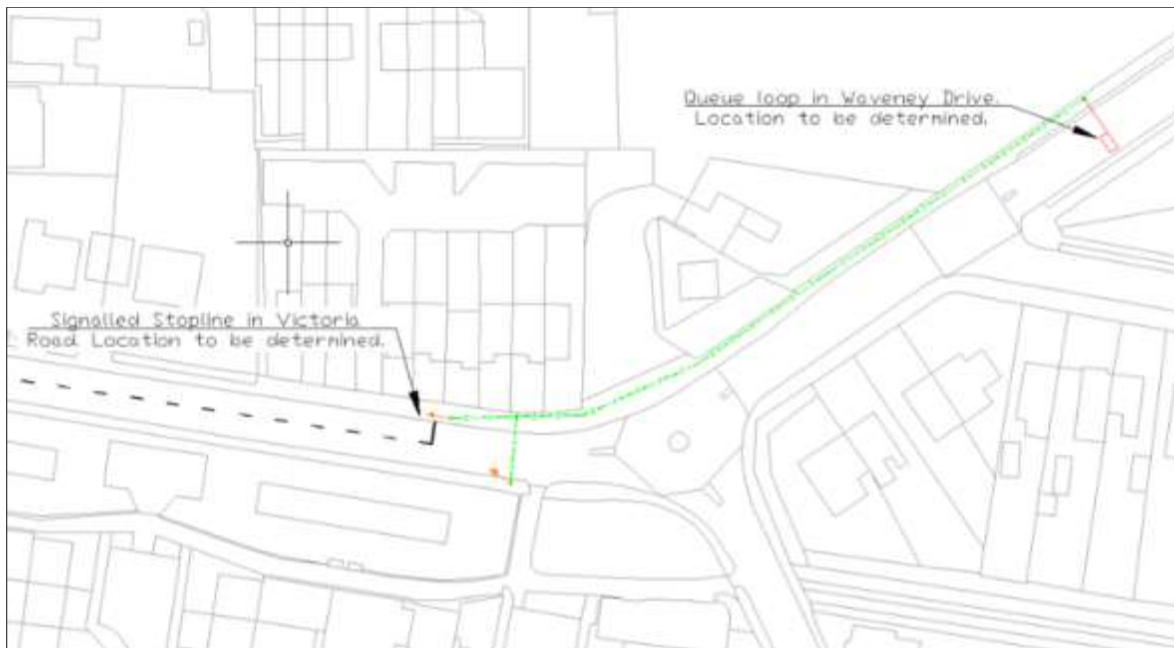 Queue loop in Waveney Drive.
Location to be determined.
Signalled Stopline in Victoria
Road. Location to be determined.